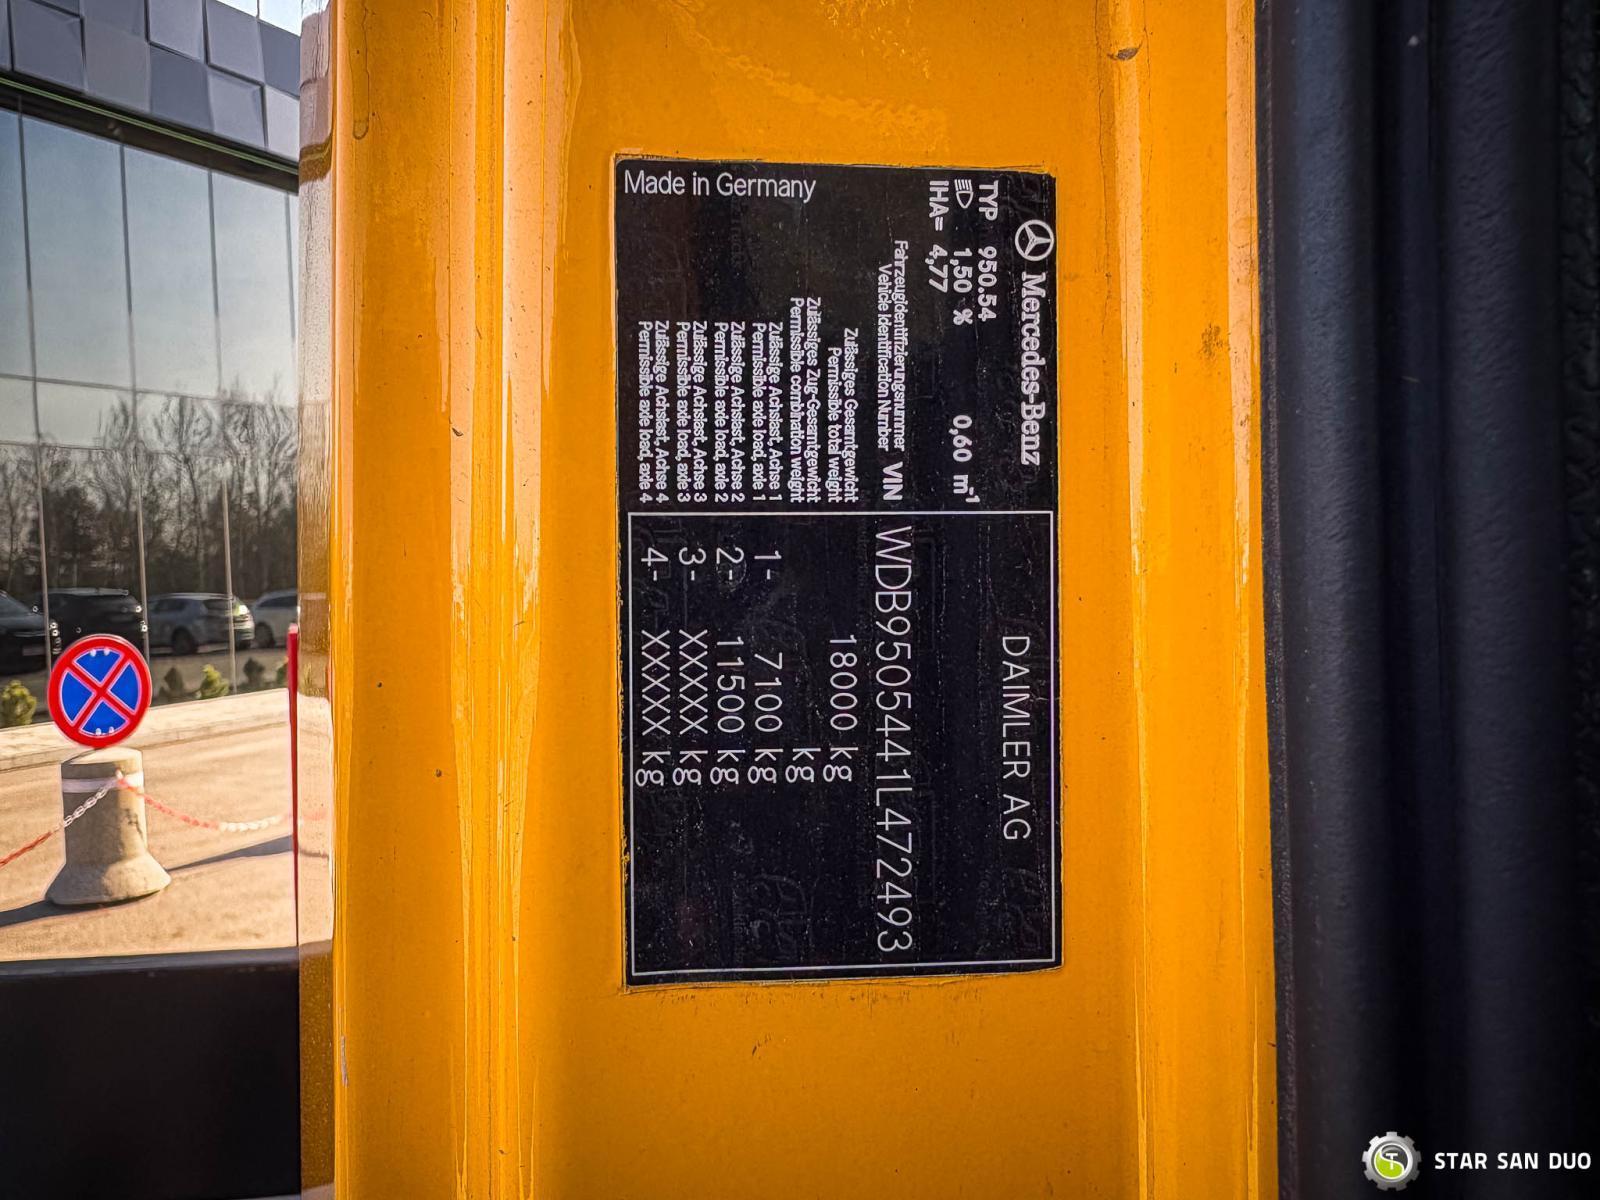 Mercedes-Benz
TYP 950.54
1,50 % 0,60 m⁻¹
IHA= 4,77
DAIMLER AG
Fahrzeugidentifizierungsnummer
Vehicle Identification Number
VIN WDB9505441L472493
Zulässiges Gesamtgewicht
Permissible total weight
18000 kg
Zulässiges Zug-Gesamtgewicht
Permissible combination weight
kg
Zulässige Achslast, Achse 1
Permissible axle load, axle 1
1- 7100 kg
Zulässige Achslast, Achse 2
Permissible axle load, axle 2
2- 11500 kg
Zulässige Achslast, Achse 3
Permissible axle load, axle 3
3- XXXXX kg
Zulässige Achslast, Achse 4
Permissible axle load, axle 4
4- XXXXX kg
Made in Germany
STAR SAN DUO